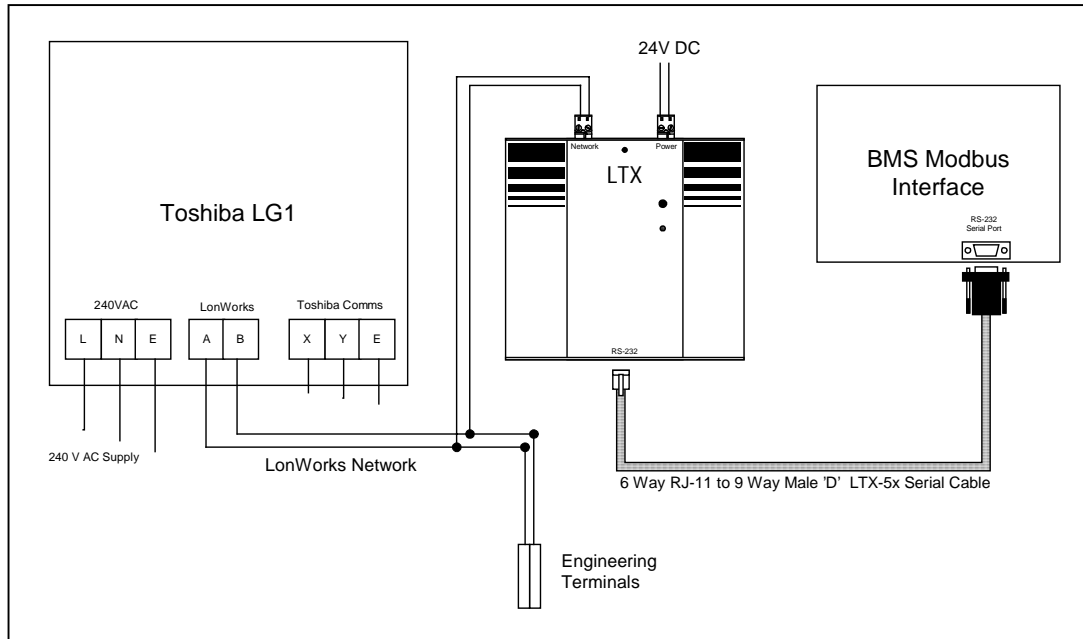 24V DC
Toshiba LG1
240VAC
LonWorks
Toshiba Comms
L
N
E
A
B
X
Y
E
240 V AC Supply
LonWorks Network
Network
Power
LTX
RS-232
BMS Modbus
Interface
RS-232
Serial Port
6 Way RJ-11 to 9 Way Male 'D' LTX-5x Serial Cable
Engineering
Terminals